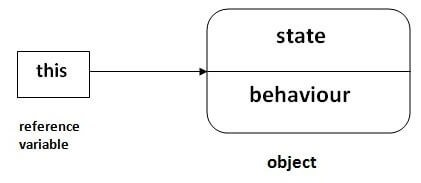 this
state
behaviour
reference
variable
object